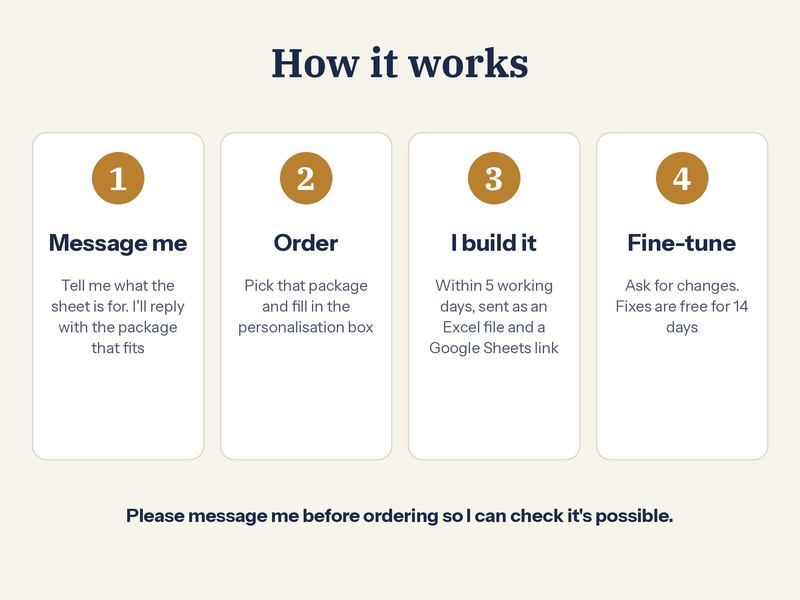 How it works
1
Message me
Tell me what the
sheet is for. I'll reply
with the package
that fits
2
Order
Pick that package
and fill in the
personalisation box
3
I build it
Within 5 working
days, sent as an
Excel file and a
Google Sheets link
4
Fine-tune
Ask for changes.
Fixes are free for 14
days
Please message me before ordering so I can check it's possible.